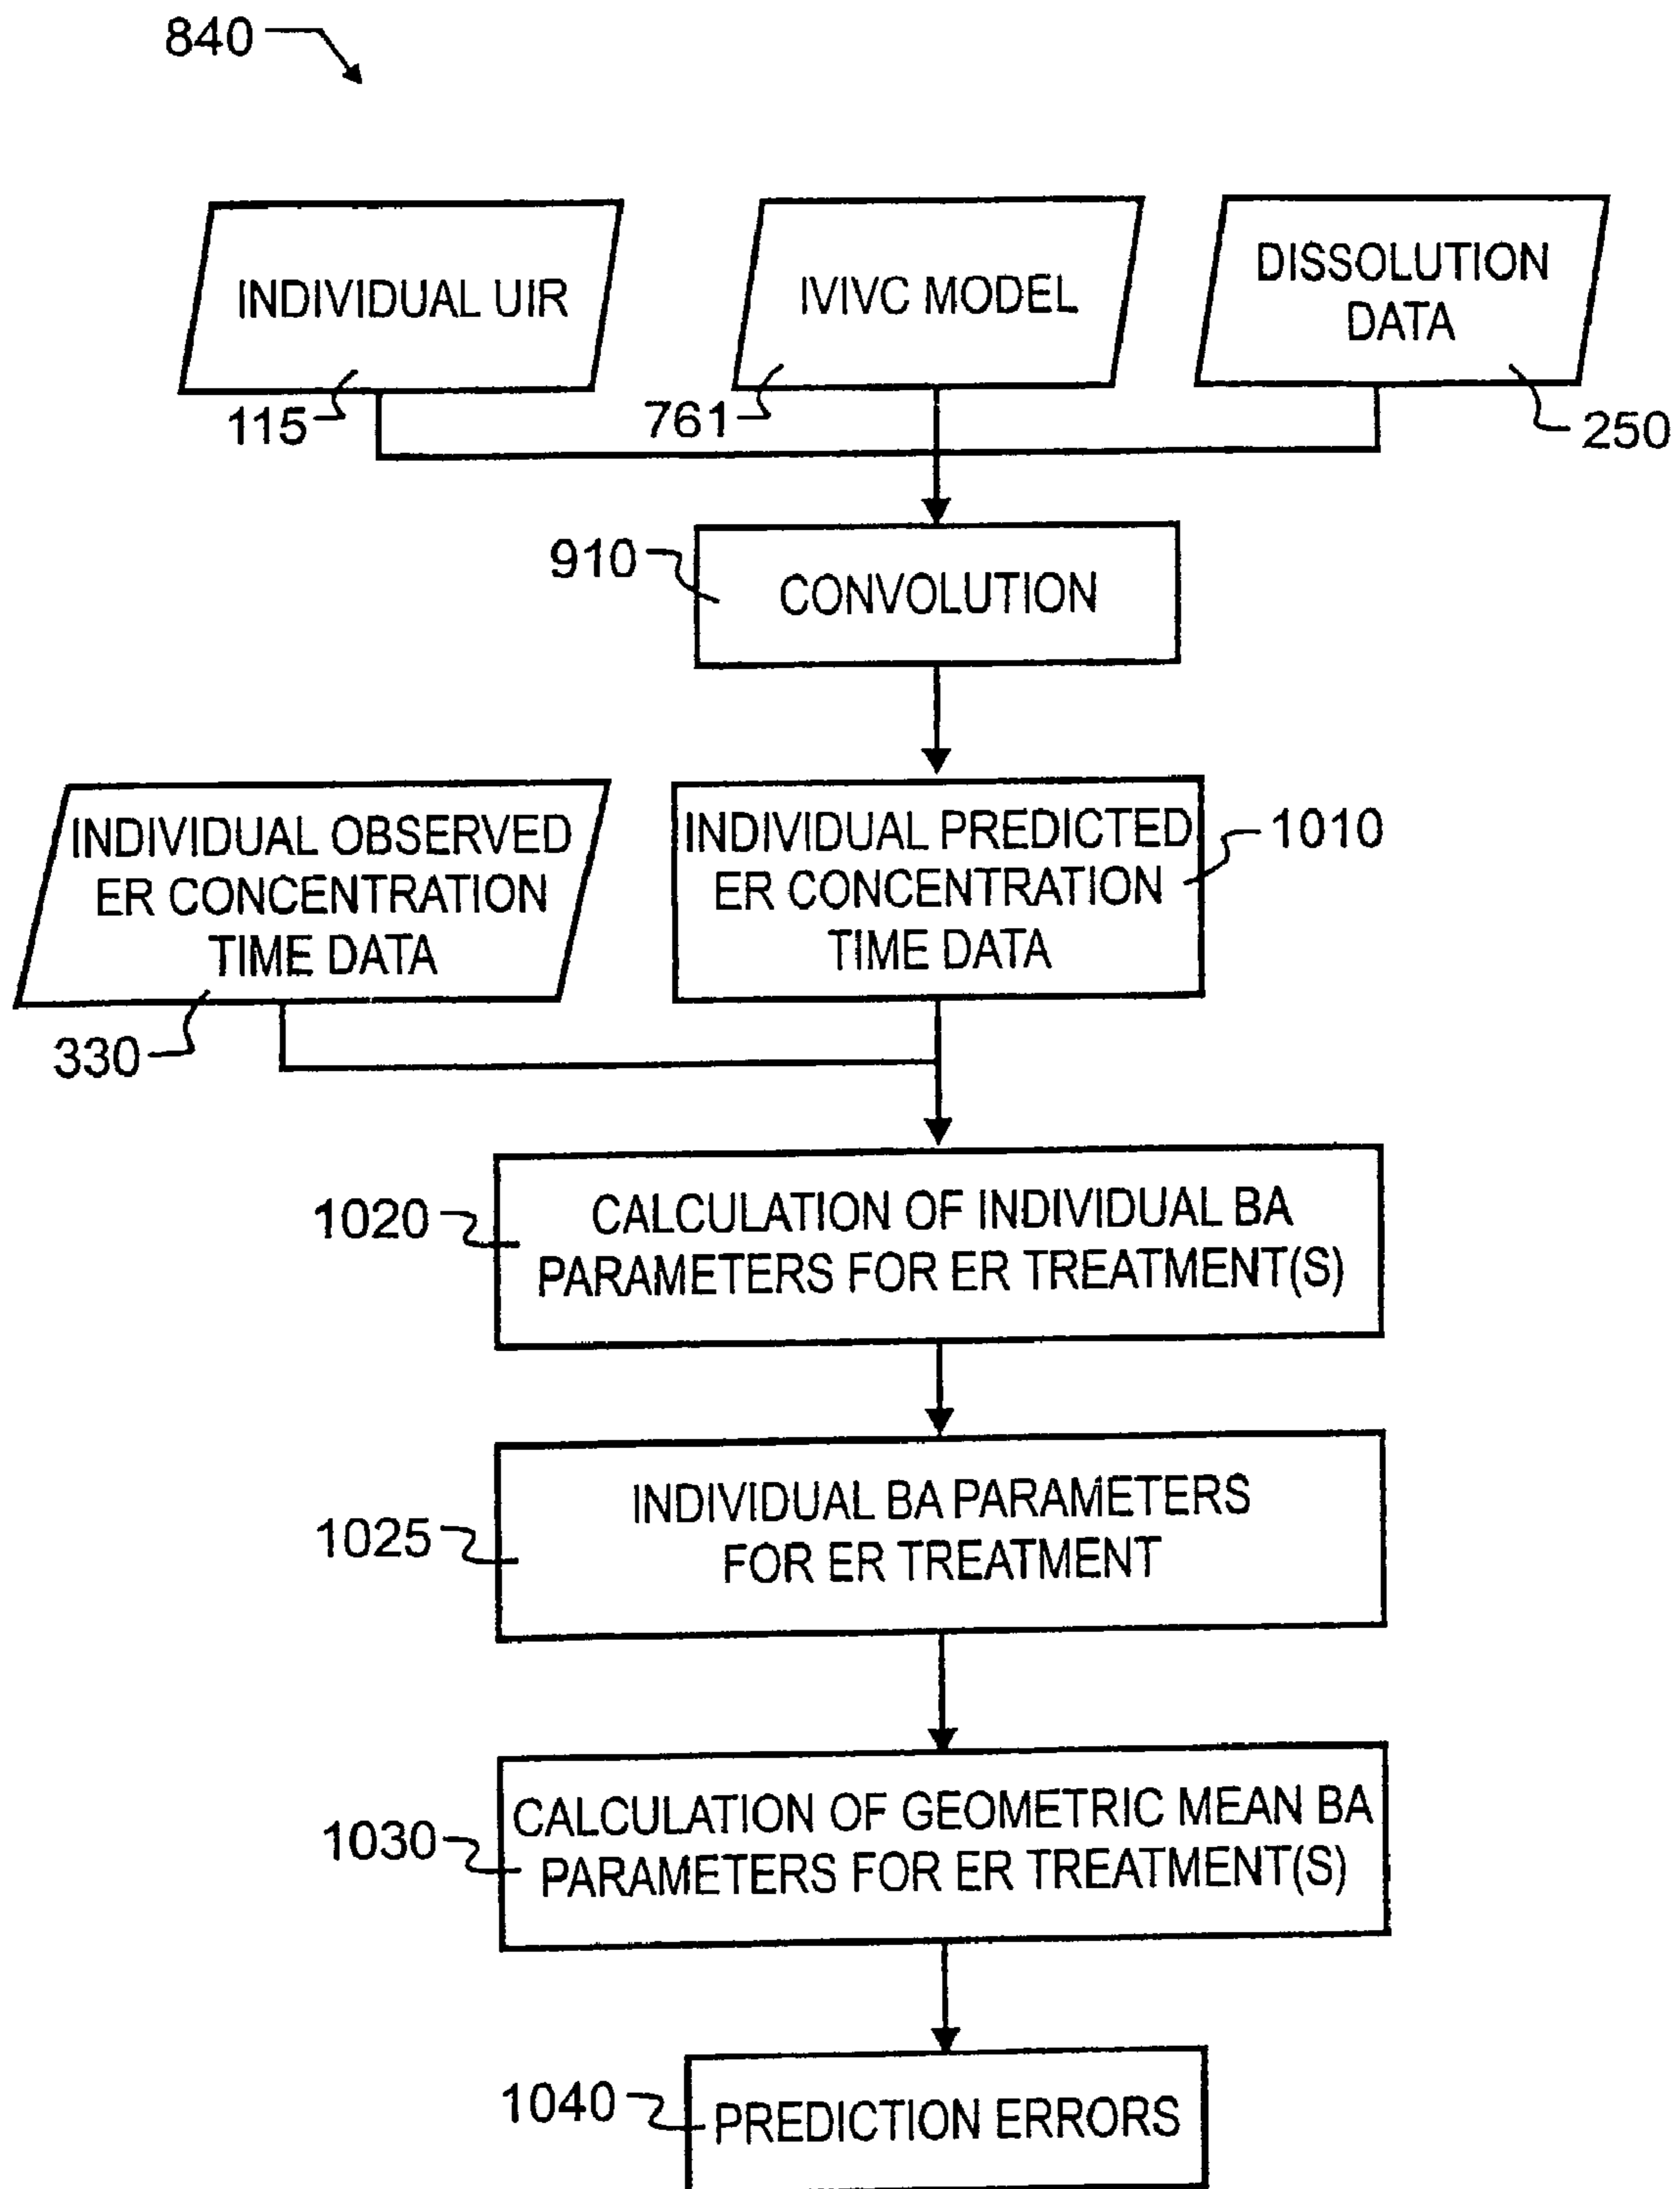 840
INDIVIDUAL UIR
115
IVIVC MODEL
761
DISSOLUTION
DATA
250
910
CONVOLUTION
INDIVIDUAL OBSERVED
ER CONCENTRATION
TIME DATA
330
INDIVIDUAL PREDICTED
ER CONCENTRATION
TIME DATA
1010
1020
CALCULATION OF INDIVIDUAL BA
PARAMETERS FOR ER TREATMENT(S)
1025
INDIVIDUAL BA PARAMETERS
FOR ER TREATMENT
1030
CALCULATION OF GEOMETRIC MEAN BA
PARAMETERS FOR ER TREATMENT(S)
1040
PREDICTION ERRORS